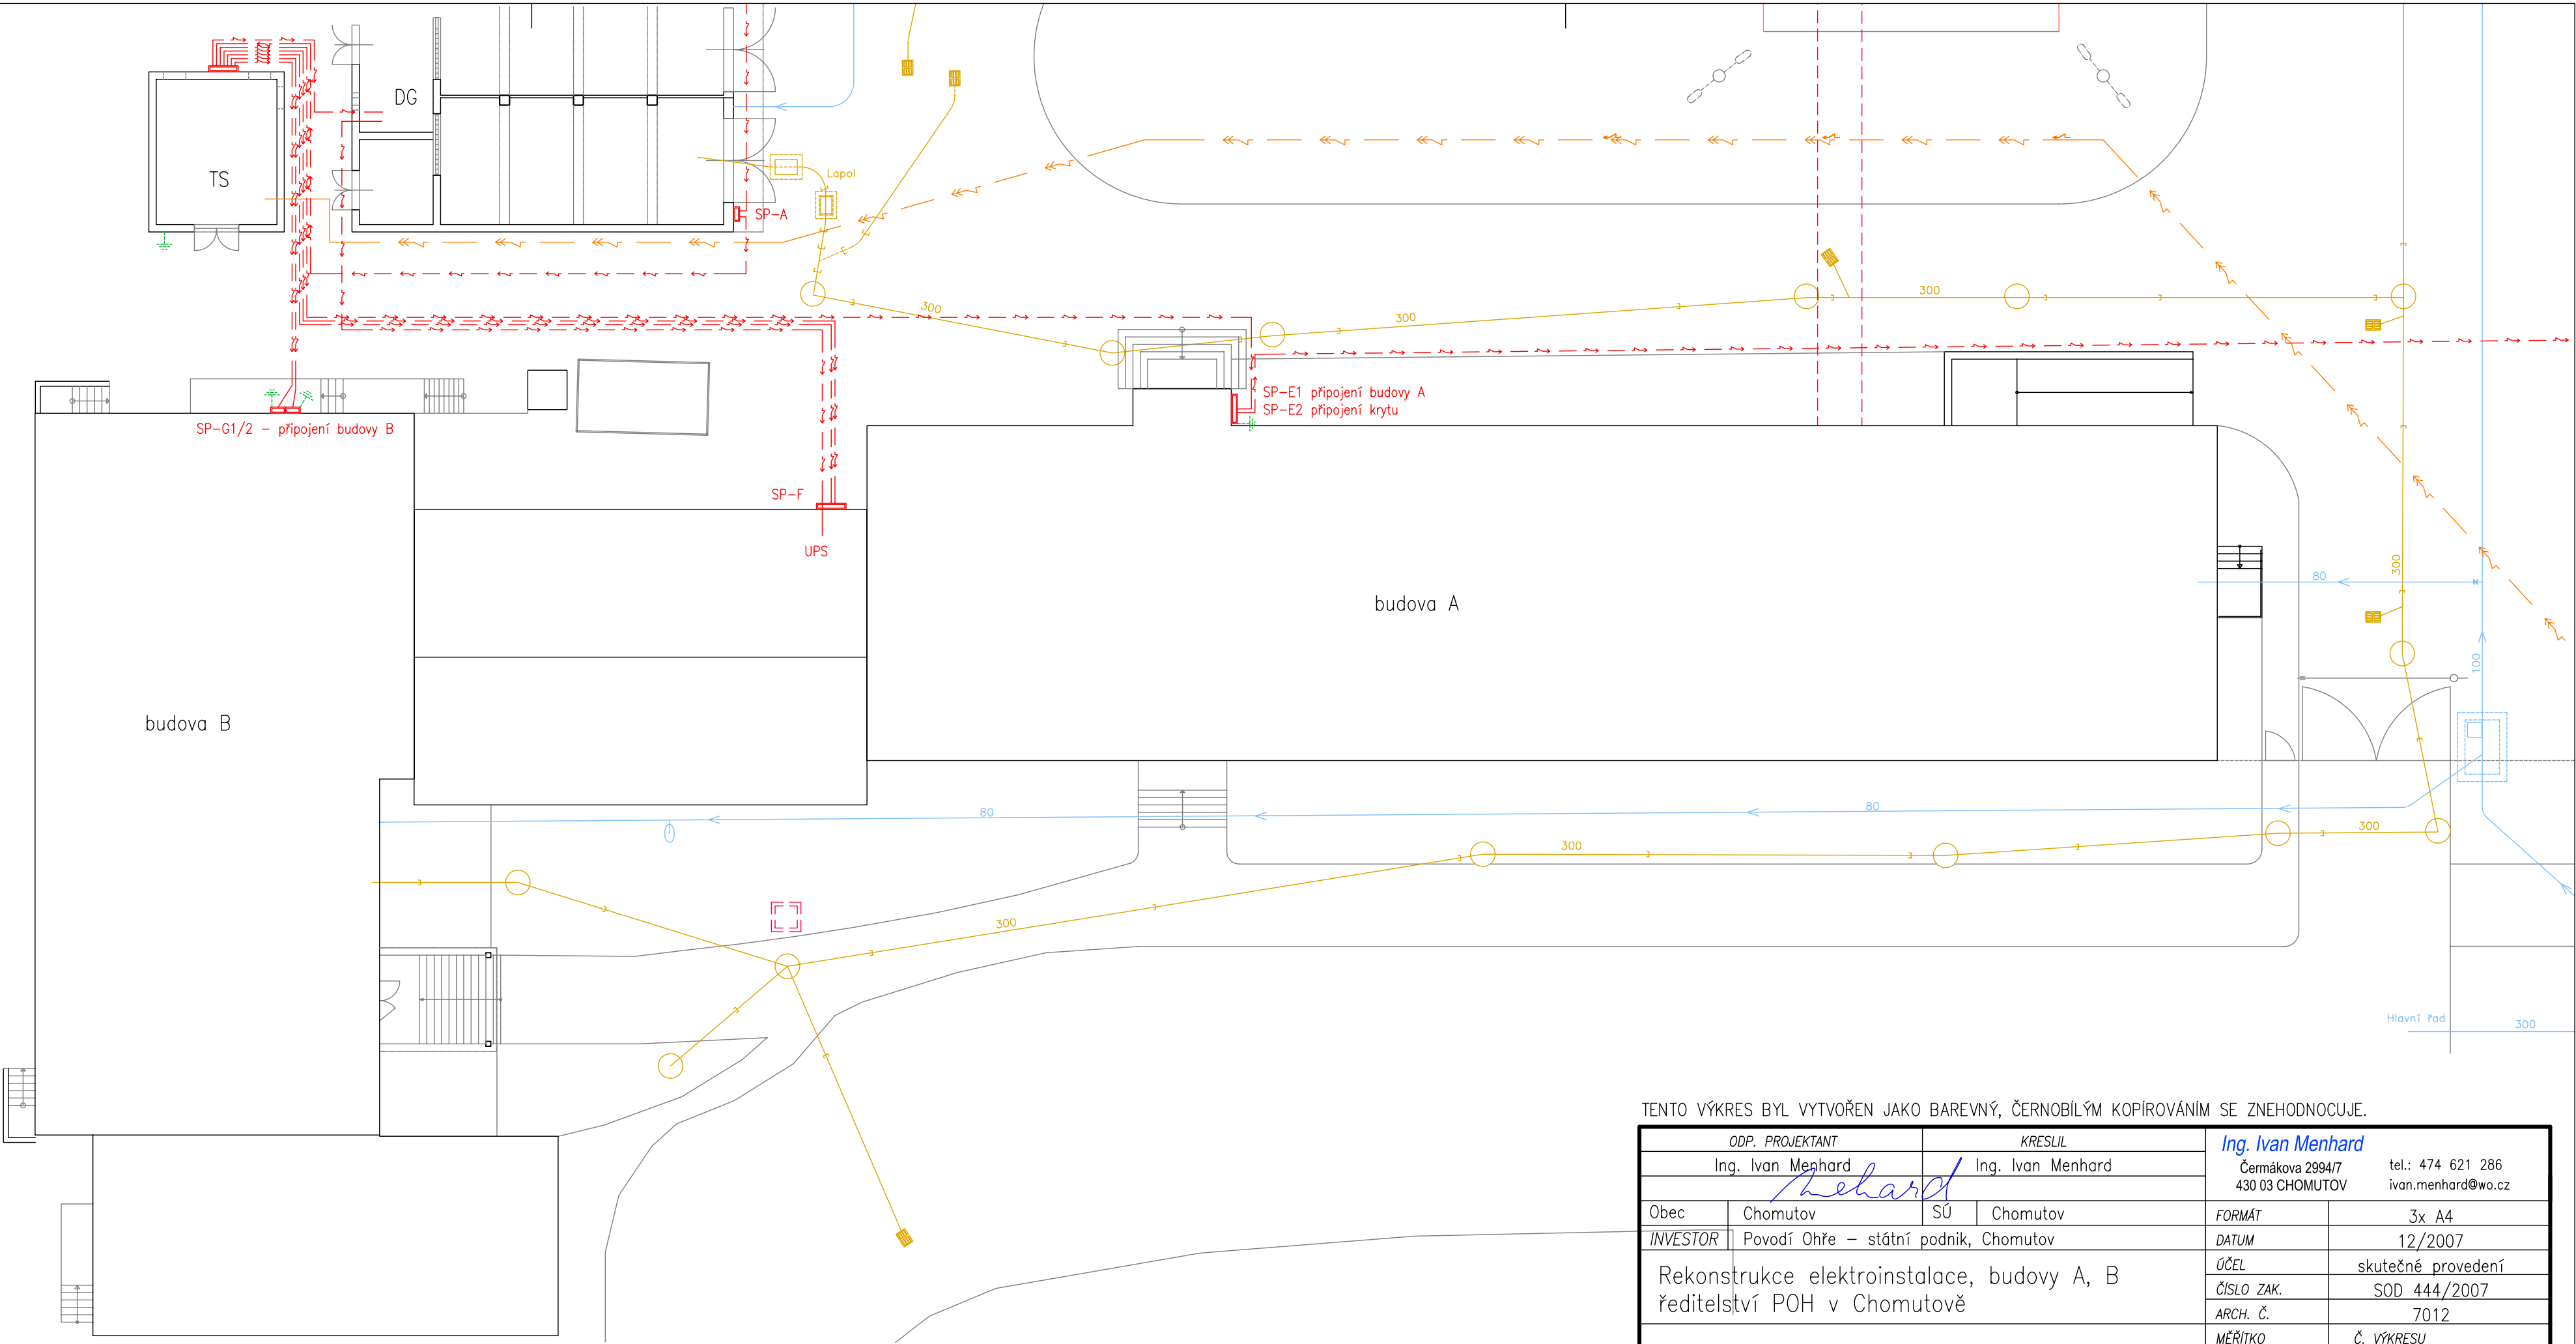 DG
TS
Lapol
SP-A
300
300
300
SP-E1 připojení budovy A
SP-E2 připojení krytu
SP-G1/2 – připojení budovy B
SP-F
UPS
300
80
budova A
100
budova B
80
80
300
300
300
Hlavní řad
300
TENTO VÝKRES BYL VYTVOŘEN JAKO BAREVNÝ, ČERNOBÍLÝM KOPÍROVÁNÍM SE ZNEHODNOCUJE.
ODP. PROJEKTANT
KRESLIL
Ing. Ivan Menhard
Ing. Ivan Menhard
Ing. Ivan Menhard
Čermákova 2994/7
430 03 CHOMUTOV
tel.: 474 621 286
ivan.menhard@wo.cz
Obec Chomutov SÚ Chomutov
INVESTOR Povodí Ohře – státní podnik, Chomutov
Rekonstrukce elektroinstalace, budovy A, B
ředitelství POH v Chomutově
FORMÁT 3x A4
DATUM 12/2007
ÚČEL skutečné provedení
ČÍSLO ZAK. SOD 444/2007
ARCH. Č. 7012
MĚŘÍTKO Č. VÝKRESU